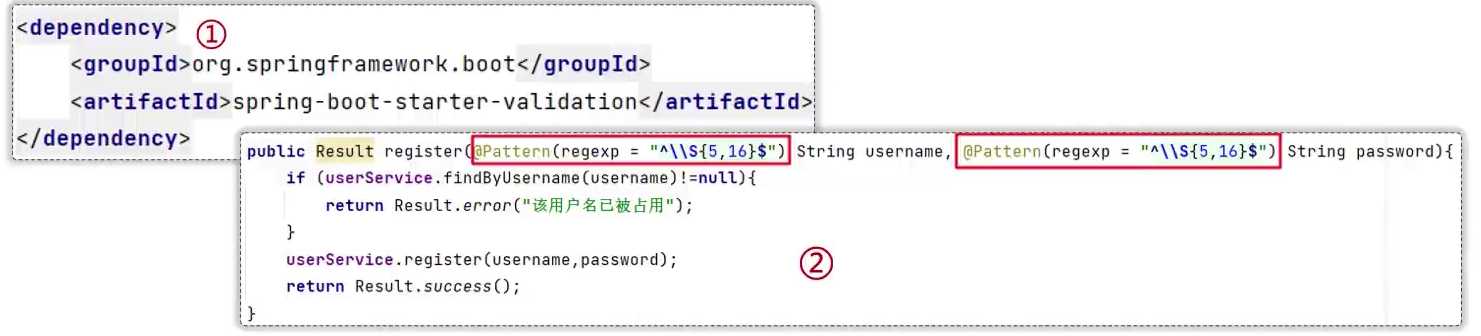 <dependency> ①
    <groupId>org.springframework.boot</groupId>
    <artifactId>spring-boot-starter-validation</artifactId>
</dependency>
public Result register(@Pattern(regexp = "^\\S{5,16}$") String username, @Pattern(regexp = "^\\S{5,16}$") String password){
    if (userService.findByUsername(username)!=null){
        return Result.error("该用户名已被占用");
    }
    userService.register(username,password);
②
    return Result.success();
}